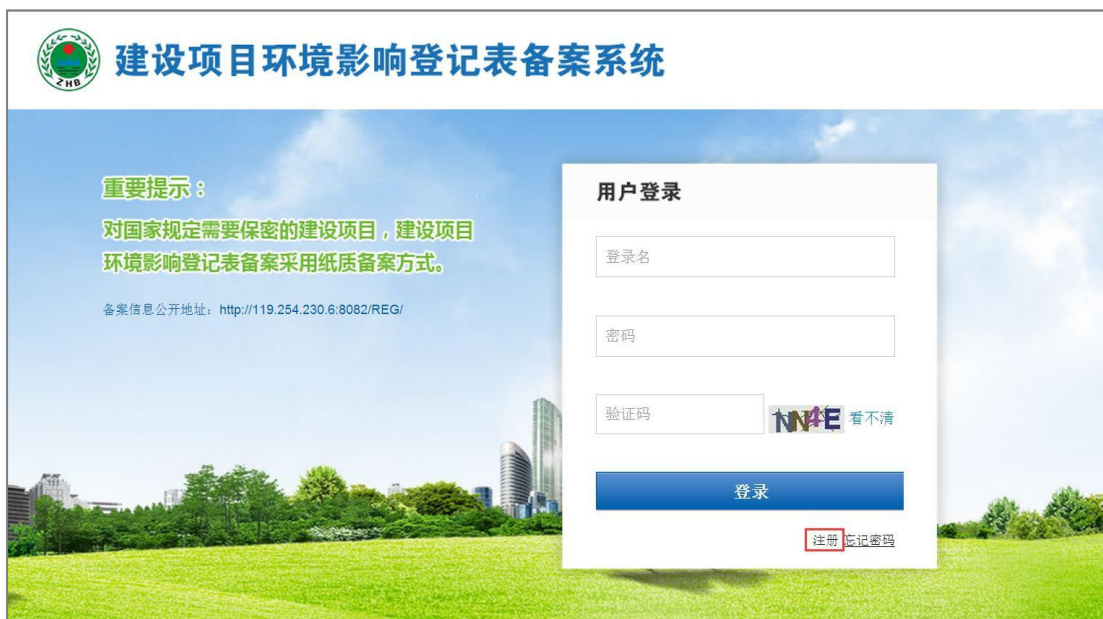 ZHB
建设项目环境影响登记表备案系统
重要提示：
对国家规定需要保密的建设项目，建设项目
环境影响登记表备案采用纸质备案方式。
备案信息公开地址：http://119.254.230.6:8082/REG/
用户登录
登录名
密码
验证码 NN4E 看不清
登录
注册 忘记密码